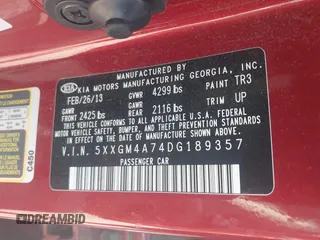 KIA KIA MOTORS MANUFACTURING GEORGIA, INC.
FEB/26/13 GVWR 4299 lbs PAINT TR3
GAWR FRONT 2425 lbs GAWR REAR 2116 lbs TRIM UP
THIS VEHICLE CONFORMS TO ALL APPLICABLE FEDERAL MOTOR VEHICLE SAFETY, BUMPER, AND THEFT PREVENTION STANDARDS IN EFFECT ON THE DATE OF MANUFACTURE SHOWN ABOVE.
V.I.N. 5XXGM4A74DG189357
PASSENGER CAR
C450
DREAMBID